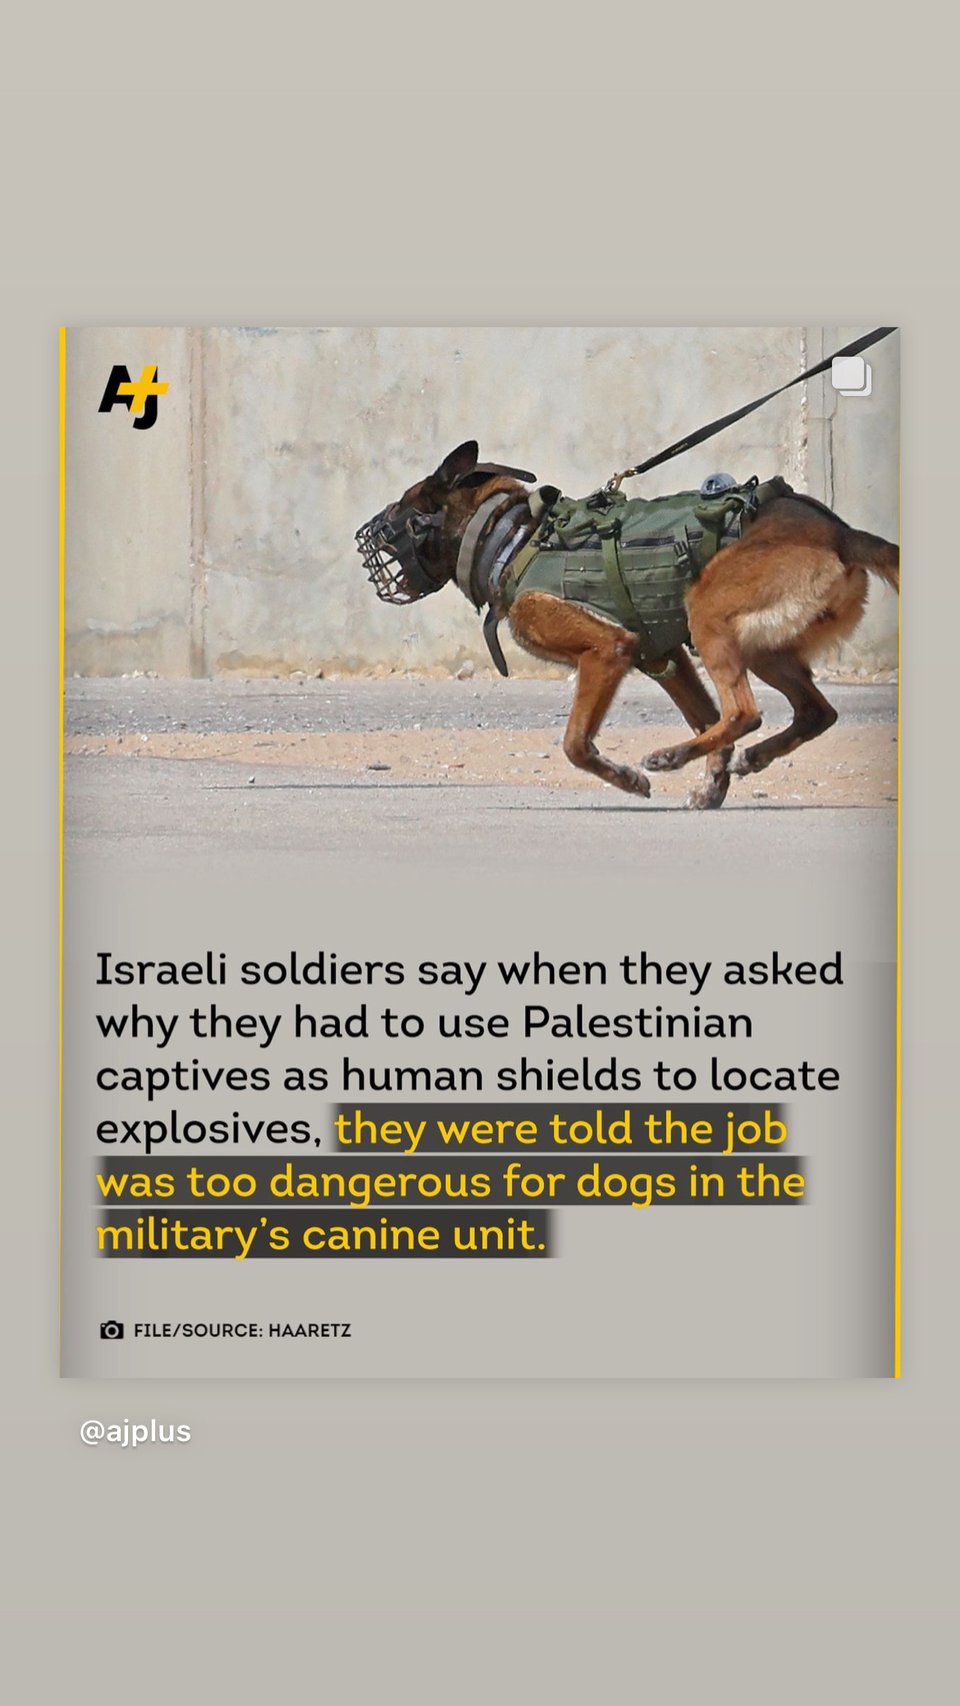 AJ+
Israeli soldiers say when they asked
why they had to use Palestinian
captives as human shields to locate
explosives, they were told the job
was too dangerous for dogs in the
military’s canine unit.
FILE/SOURCE: HAARETZ
@ajplus